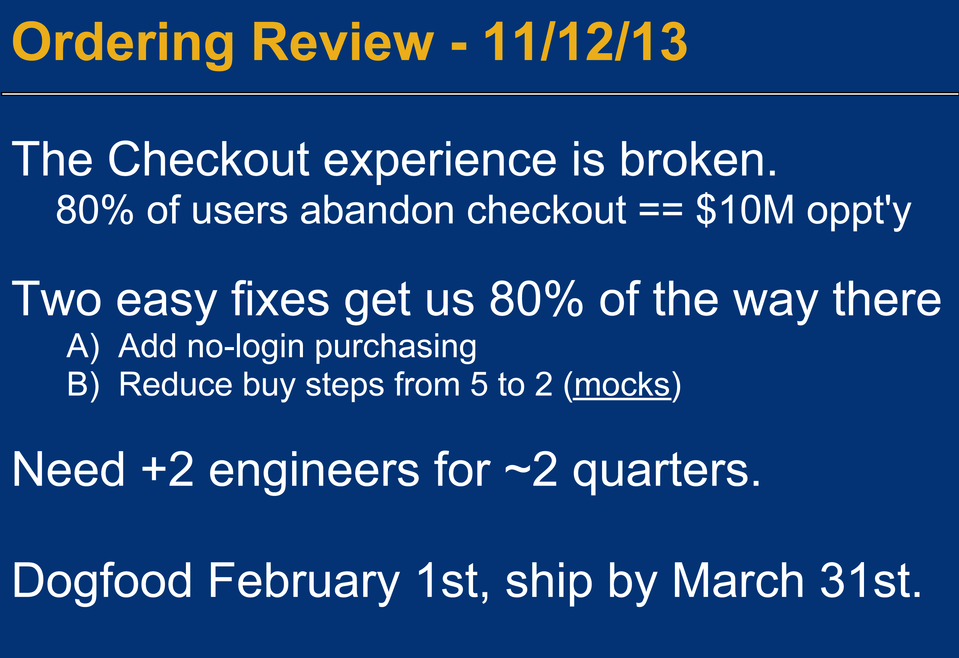 Ordering Review - 11/12/13
The Checkout experience is broken.
80% of users abandon checkout == $10M oppt'y
Two easy fixes get us 80% of the way there
A) Add no-login purchasing
B) Reduce buy steps from 5 to 2 (mocks)
Need +2 engineers for ~2 quarters.
Dogfood February 1st, ship by March 31st.